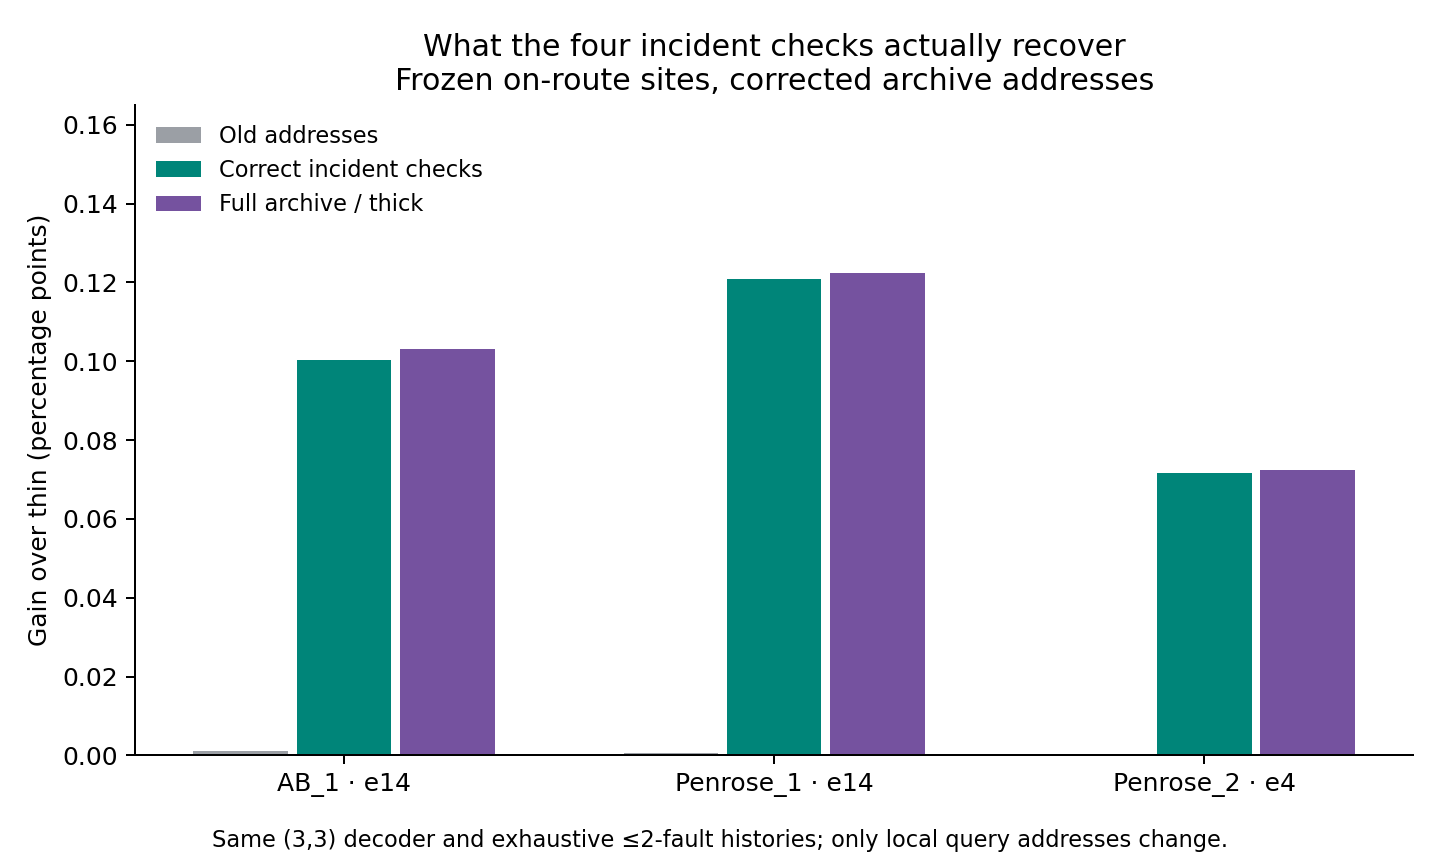 What the four incident checks actually recover
Frozen on-route sites, corrected archive addresses
Gain over thin (percentage points)
0.16
0.14
0.12
0.10
0.08
0.06
0.04
0.02
0.00
Old addresses
Correct incident checks
Full archive / thick
AB_1 · e14
Penrose_1 · e14
Penrose_2 · e4
Same (3,3) decoder and exhaustive ≤2-fault histories; only local query addresses change.